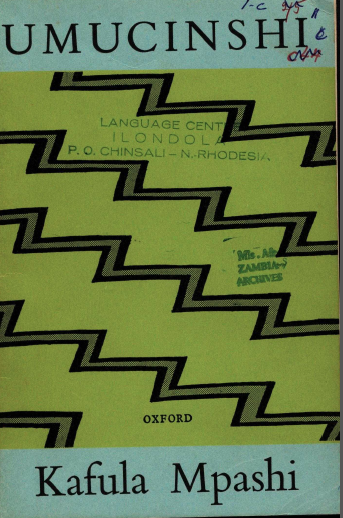 UMUCINSHI
LANGUAGE CENT
ILONDOLA
P. O. CHINSALI – N. RHODESIA
ZAMBIA
ARCHIVES
OXFORD
Kafula Mpashi